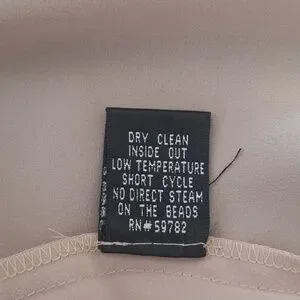 DRY CLEAN
INSIDE OUT
LOW TEMPERATURE
SHORT CYCLE
NO DIRECT STEAM
ON THE BEADS
RN#59782